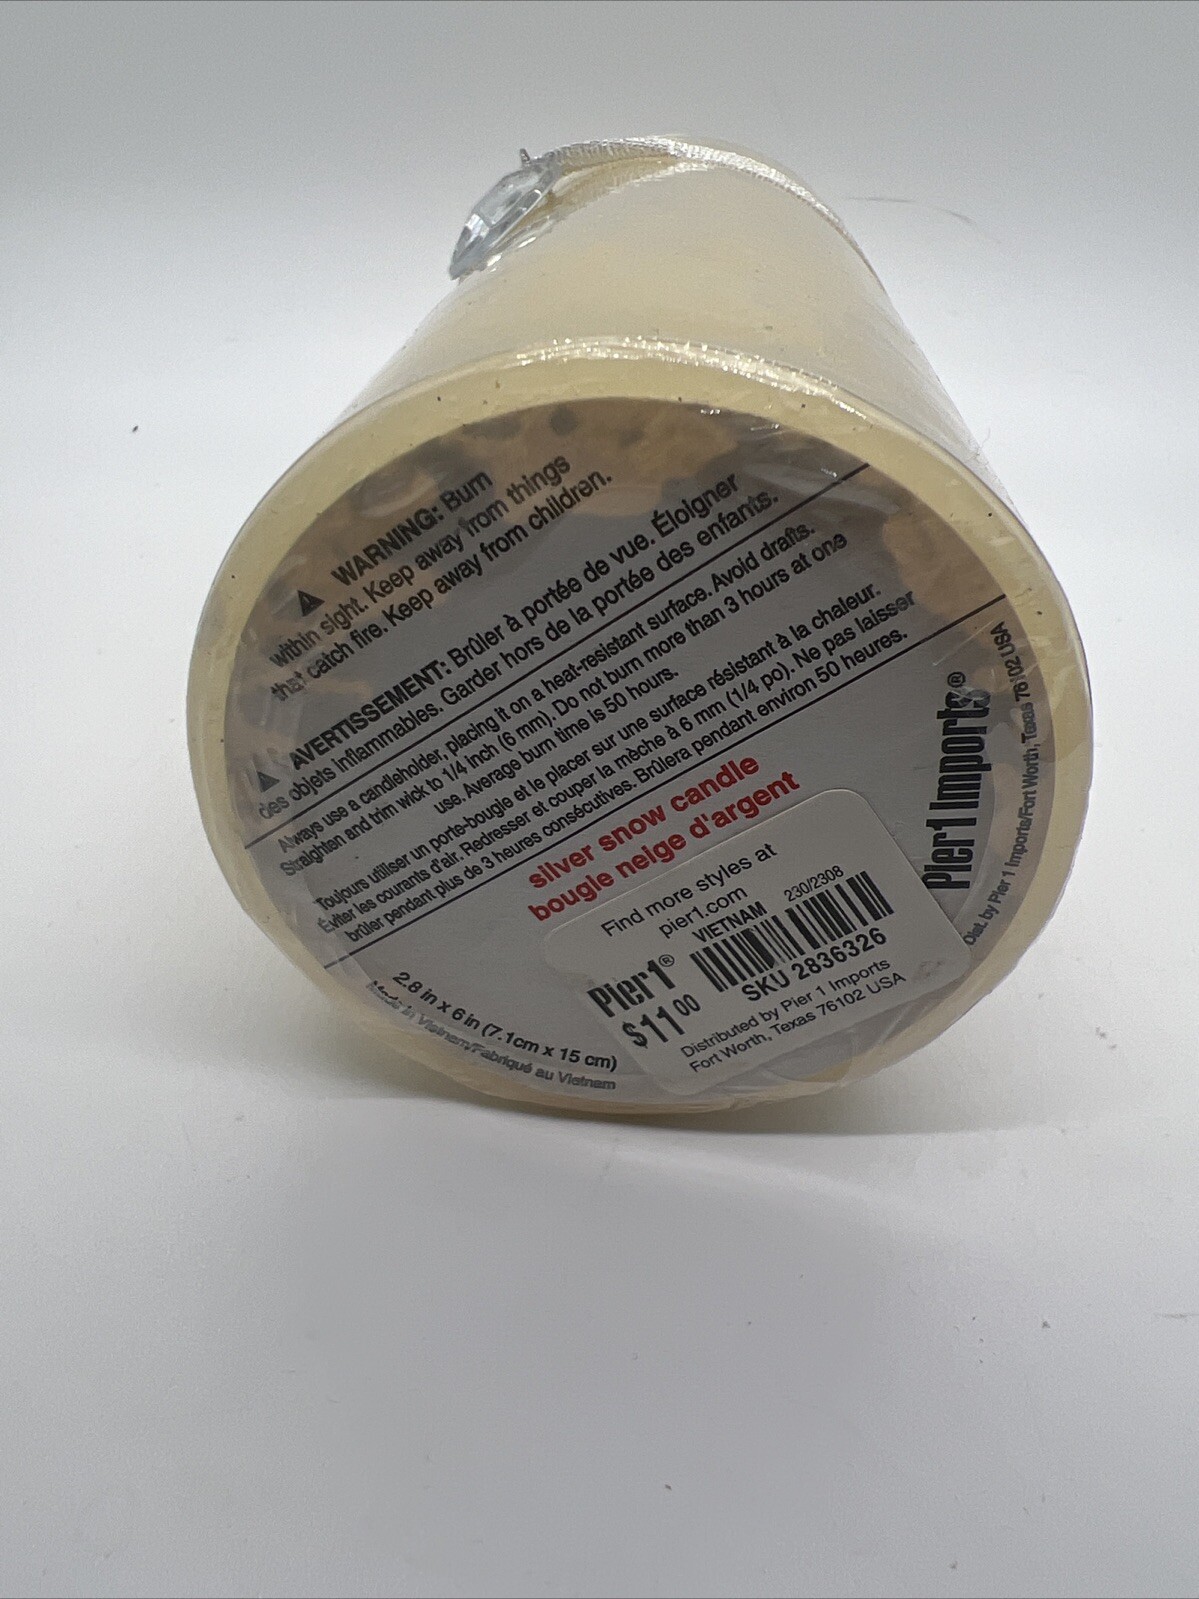 WARNING: Burn
within sight. Keep away from things
that catch fire. Keep away from children.
AVERTISSEMENT: Brûler à portée de vue. Éloigner
des objets inflammables. Garder hors de la portée des enfants.
Always use a candleholder, placing it on a heat-resistant surface. Avoid drafts.
Straighten and trim wick to 1/4 inch (6 mm). Do not burn more than 3 hours at one
use. Average burn time is 50 hours.
Toujours utiliser un porte-bougie et le placer sur une surface résistant à la chaleur.
Éviter les courants d'air. Redresser et couper la mèche à 6 mm (1/4 po). Ne pas laisser
brûler pendant plus de 3 heures consécutives. Brûlera pendant environ 50 heures.
silver snow candle
bougie neige d'argent
Pier1 Imports®
Dist. by Pier 1 Imports/Fort Worth, Texas 76102 USA
Find more styles at
pier1.com
VIETNAM 230/2308
Pier1®
$11.00
SKU 2836326
Distributed by Pier 1 Imports
Fort Worth, Texas 76102 USA
2.8 in x 6 in (7.1cm x 15 cm)
Made in Vietnam/Fabriqué au Vietnam